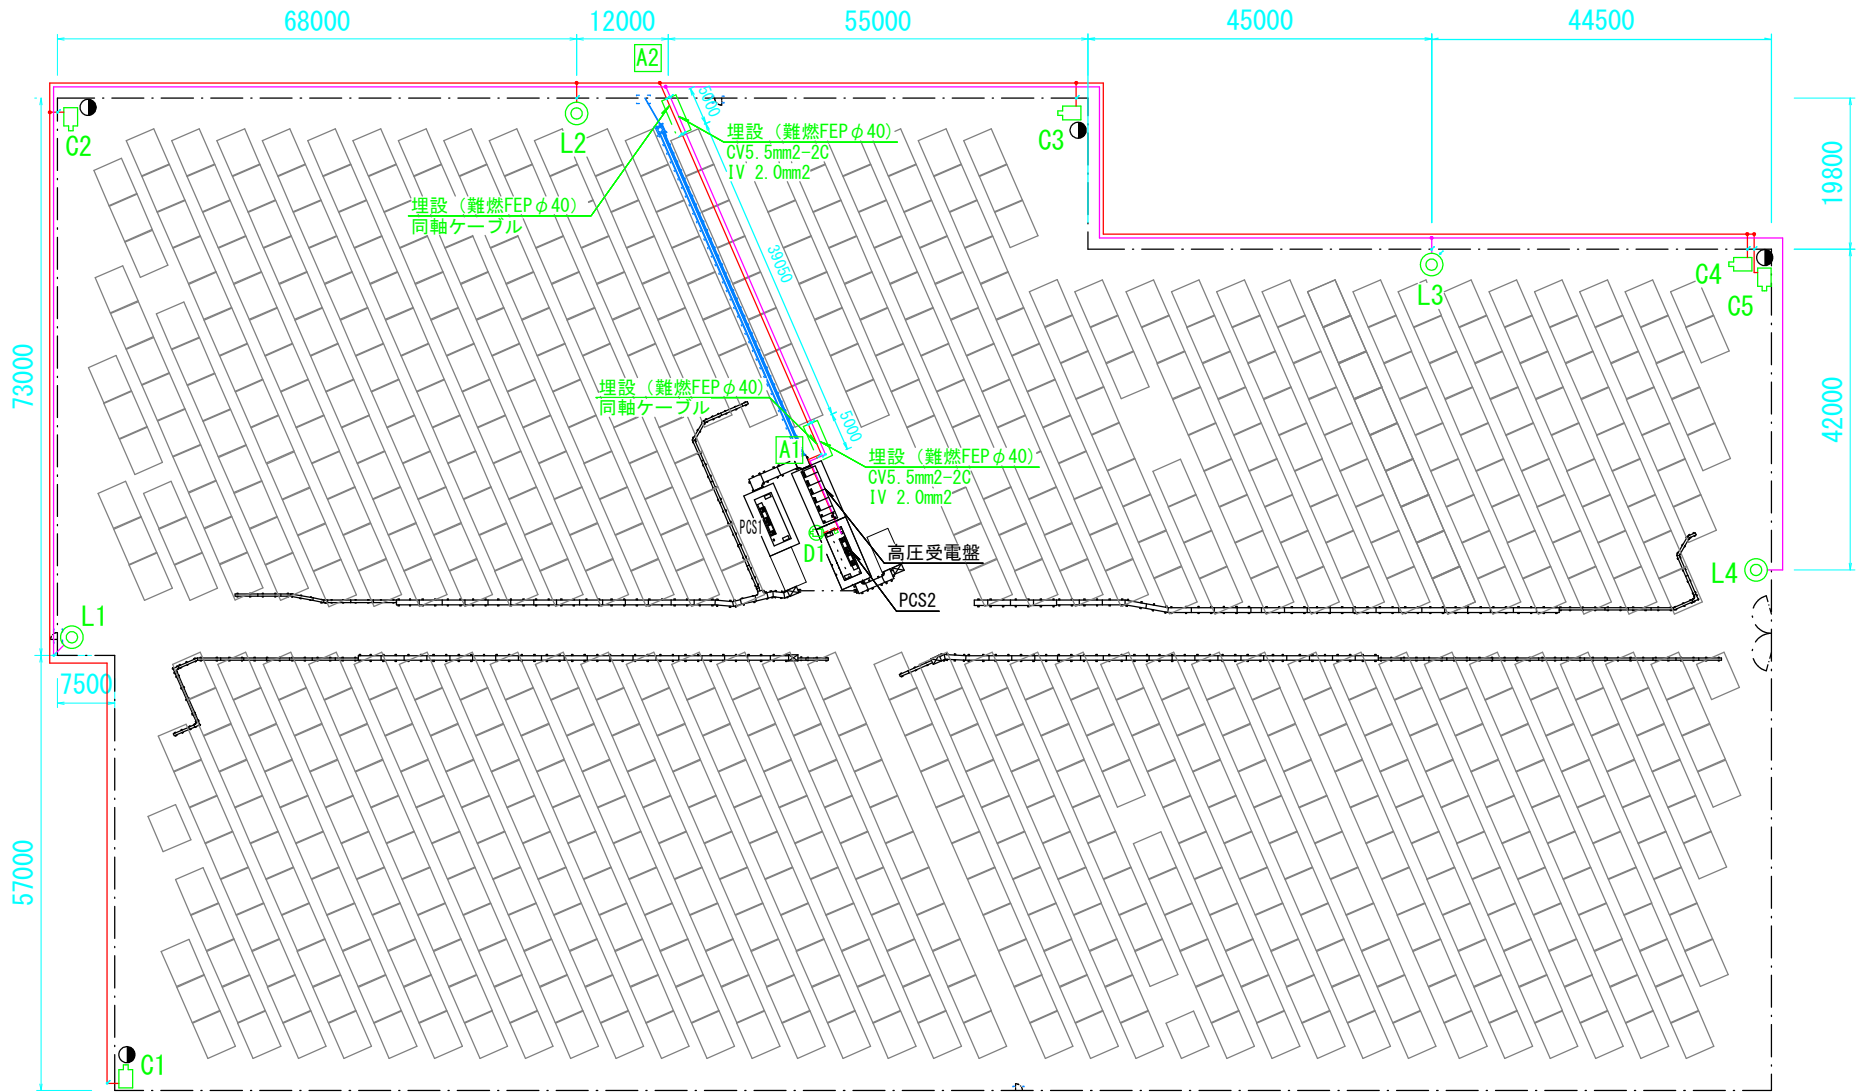 68000
12000
55000
45000
44500
A2
C2
L2
5000
埋設（難燃FEPφ40）
CV5.5mm2-2C
IV 2.0mm2
C3
19800
埋設（難燃FEPφ40）
同軸ケーブル
39050
C4
C5
L3
73000
42000
埋設（難燃FEPφ40）
同軸ケーブル
5000
A1
埋設（難燃FEPφ40）
CV5.5mm2-2C
IV 2.0mm2
PCS1
D1
高圧受電盤
PCS2
L4
L1
7500
57000
C1